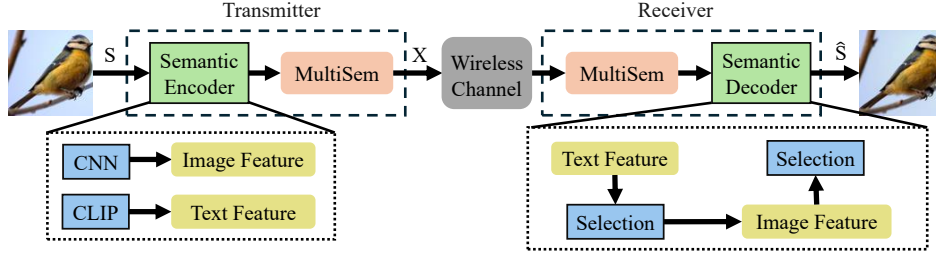 Transmitter
Receiver
S
Semantic
Encoder
MultiSem
X
Wireless
Channel
MultiSem
Semantic
Decoder
Ŝ
CNN
Image Feature
CLIP
Text Feature
Text Feature
Selection
Selection
Image Feature